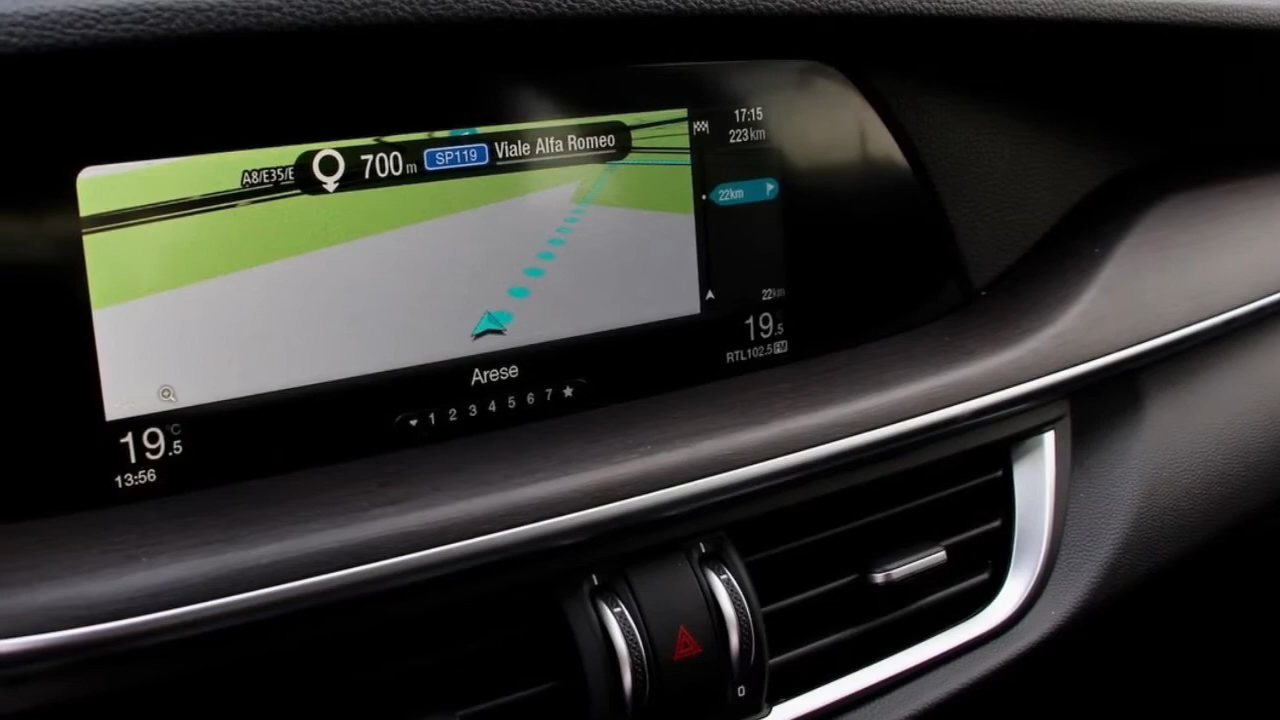 17:15
223km
A8/E35/E
700m SP119 Viale Alfa Romeo
22km
22km
19.5
RTL102.5 FM
Arese
1 2 3 4 5 6 7
19.5 °C
13:56
0